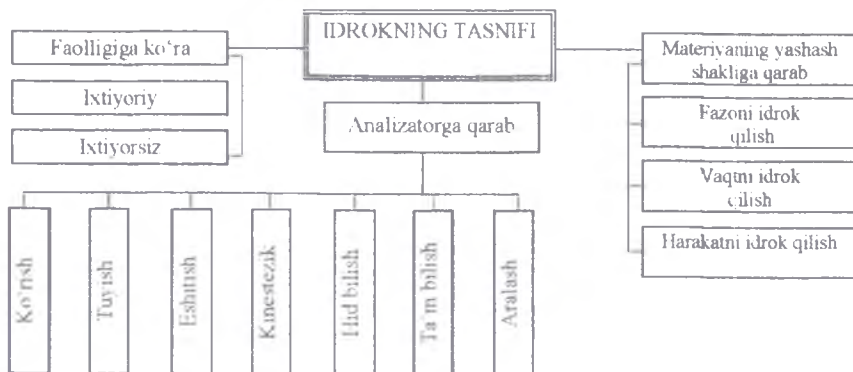 IDROKNING TASNIFI
Faolligiga ko‘ra
Ixtiyoriy
Ixtiyorsiz
Analizatorga qarab
Ko‘rish
Tuyish
Eshitish
Kinestezik
Hid bilish
Ta‘m bilish
Aralash
Materiyaning yashash
shakliga qarab
Fazoni idrok
qilish
Vaqtni idrok
qilish
Harakatni idrok qilish